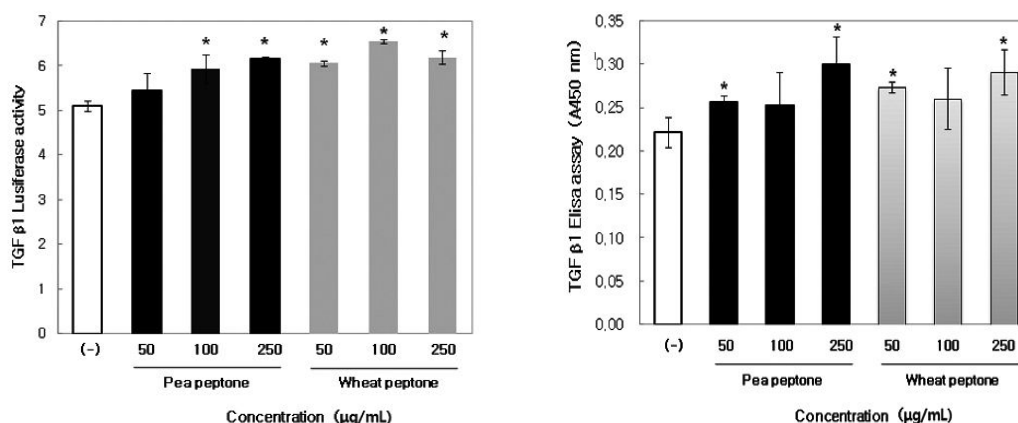 TGF β1 Lusiferase activity
7
6
5
4
3
2
1
0
* * * * *
(-) 50 100 250 50 100 250
Pea peptone Wheat peptone
Concentration (μg/mL)
TGF β1 Elisa assay (A450 nm)
0,35
0,30
0,25
0,20
0,15
0,10
0,05
0,00
* * * *
(-) 50 100 250 50 100 250
Pea peptone Wheat peptone
Concentration (μg/mL)